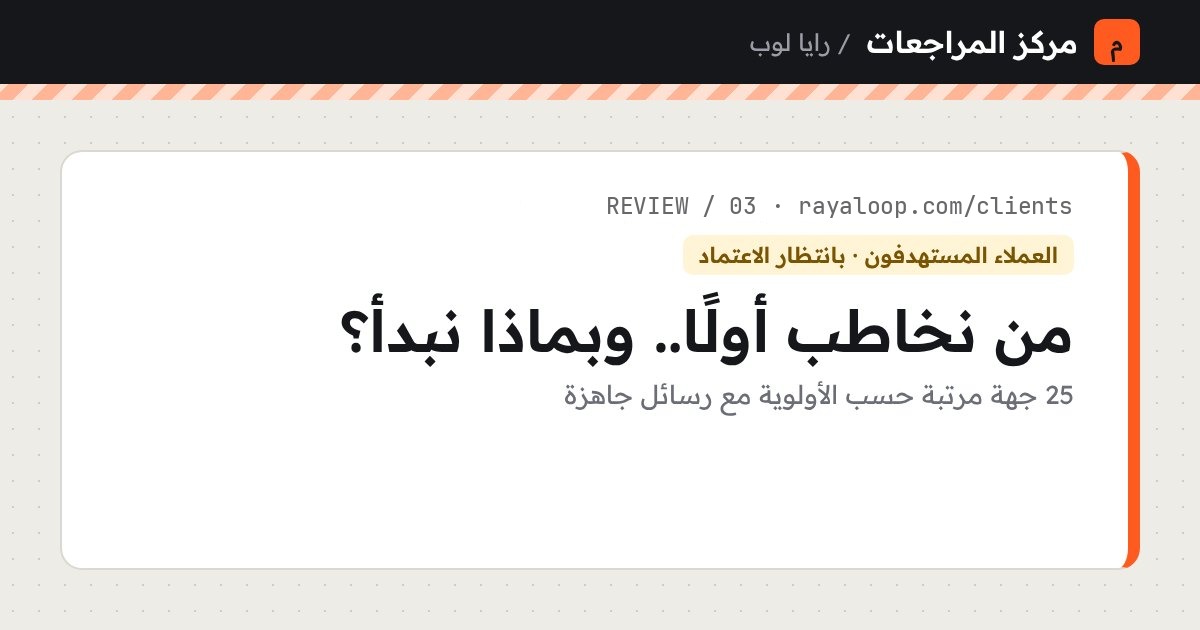 م مركز المراجعات / رايا لوب
REVIEW / 03 · rayaloop.com/clients
العملاء المستهدفون · بانتظار الاعتماد
من نخاطب أولًا.. وبماذا نبدأ؟
25 جهة مرتبة حسب الأولوية مع رسائل جاهزة